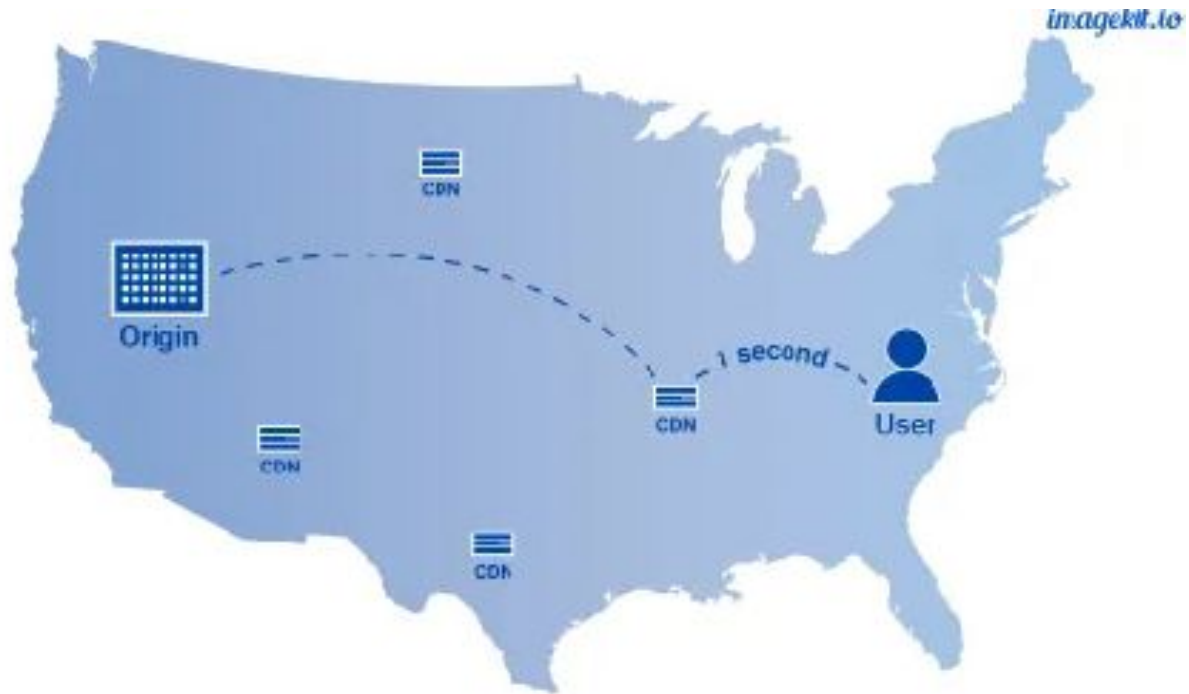 imagekit.io
CDN
Origin
1 second
CDN
User
CDN
CDN